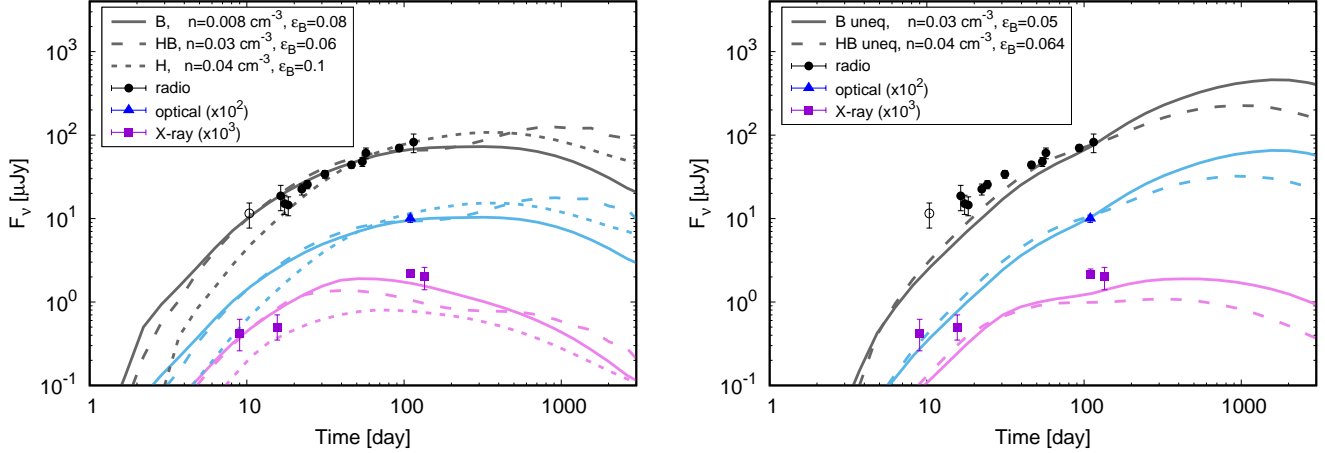 B, n=0.008 cm⁻³, ε_B=0.08
HB, n=0.03 cm⁻³, ε_B=0.06
H, n=0.04 cm⁻³, ε_B=0.1
radio
optical (x10²)
X-ray (x10³)
10³
10²
10¹
10⁰
10⁻¹
F_ν [μJy]
1 10 100 1000
Time [day]
B uneq, n=0.03 cm⁻³, ε_B=0.05
HB uneq, n=0.04 cm⁻³, ε_B=0.064
radio
optical (x10²)
X-ray (x10³)
10³
10²
10¹
10⁰
10⁻¹
F_ν [μJy]
1 10 100 1000
Time [day]